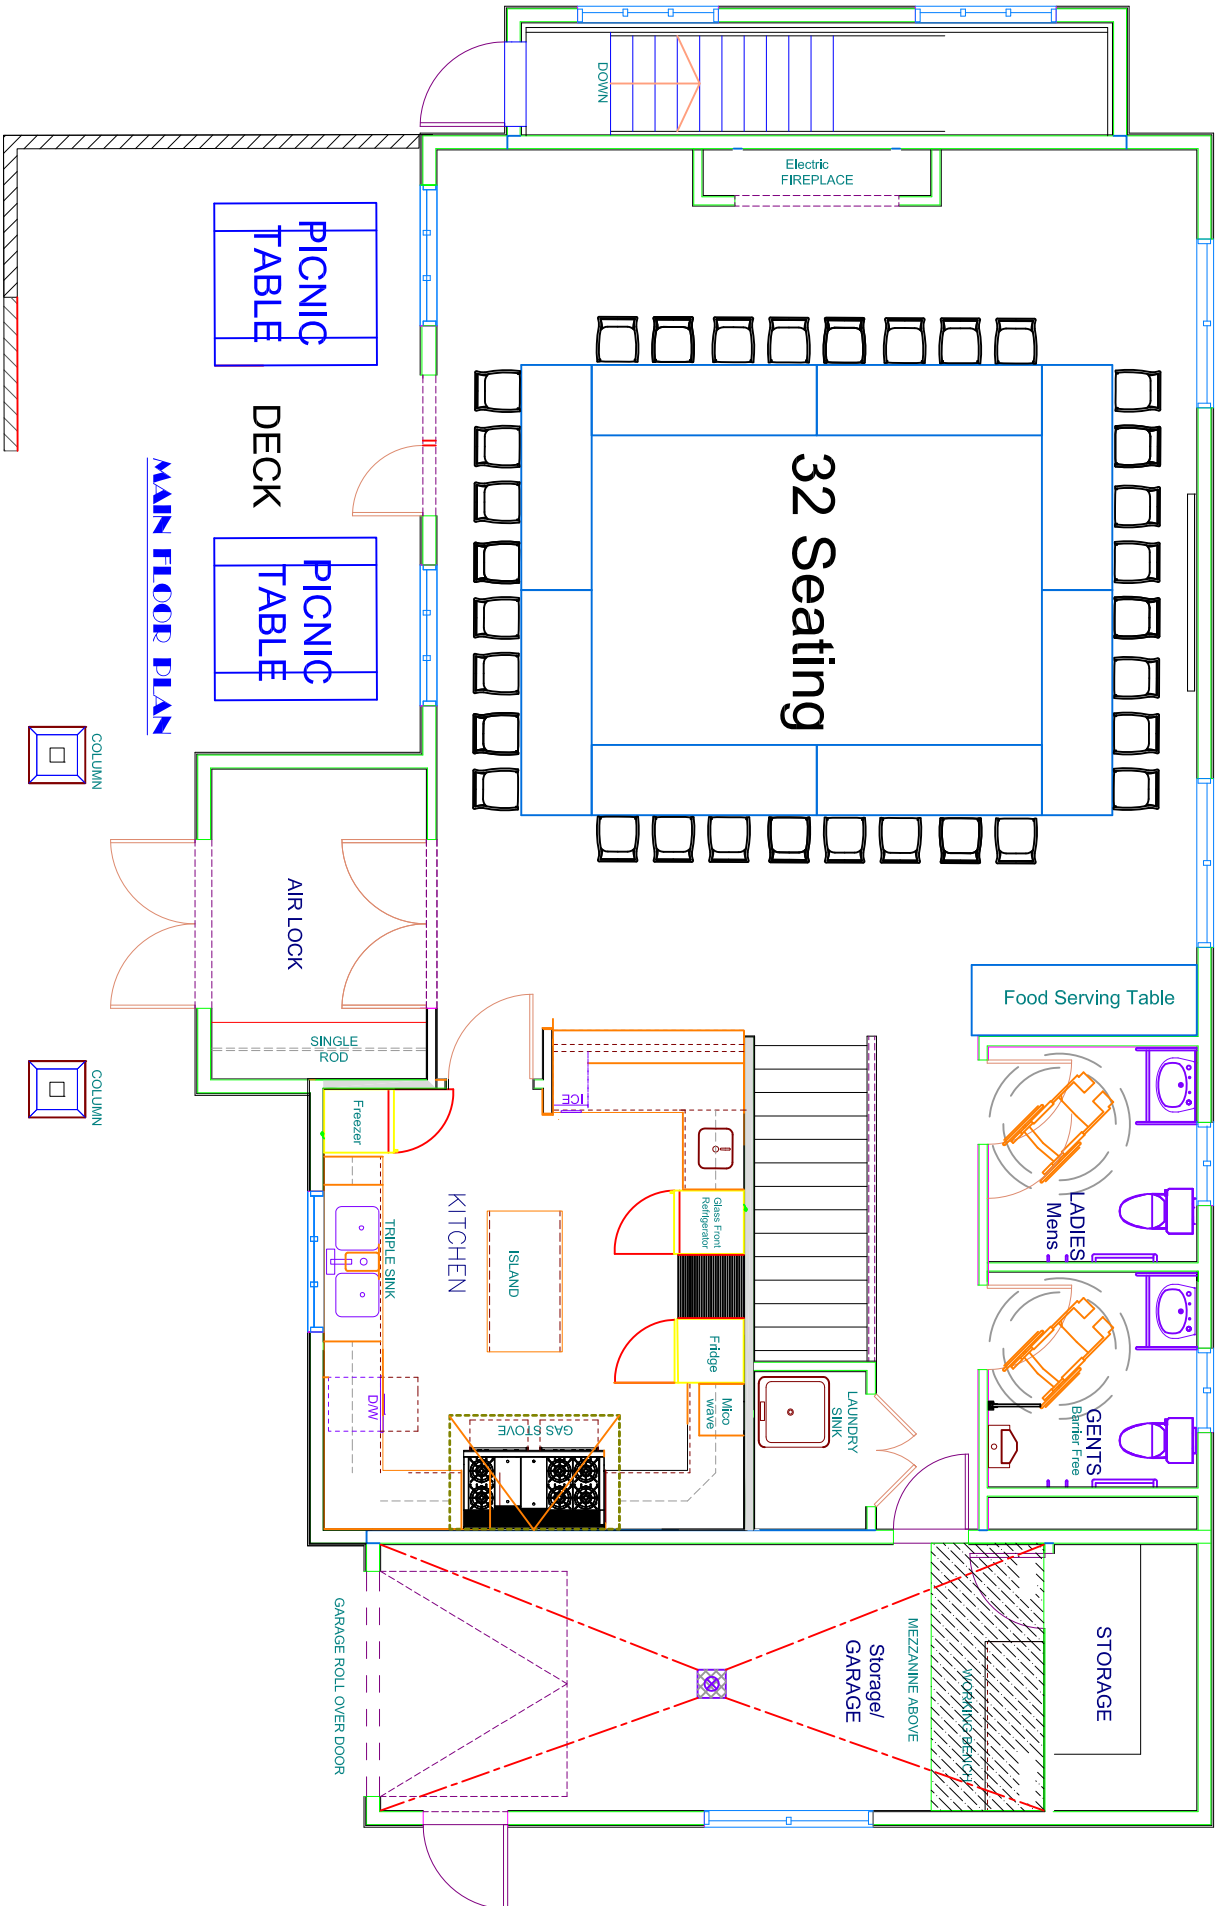 DOWN
Electric
FIREPLACE
PICNIC
TABLE
DECK
MAIN FLOOR PLAN
PICNIC
TABLE
32 Seating
COLUMN
AIR LOCK
SINGLE
ROD
COLUMN
Food Serving Table
Freezer
ICE
TRIPLE SINK
KITCHEN
ISLAND
Glass Front
Refrigerator
Fridge
Mico
wave
D/W
GAS STOVE
LAUNDRY
SINK
LADIES
Mens
GENTS
Barrier Free
GARAGE ROLL OVER DOOR
Storage/
GARAGE
MEZZANINE ABOVE
WORKING BENCH
STORAGE